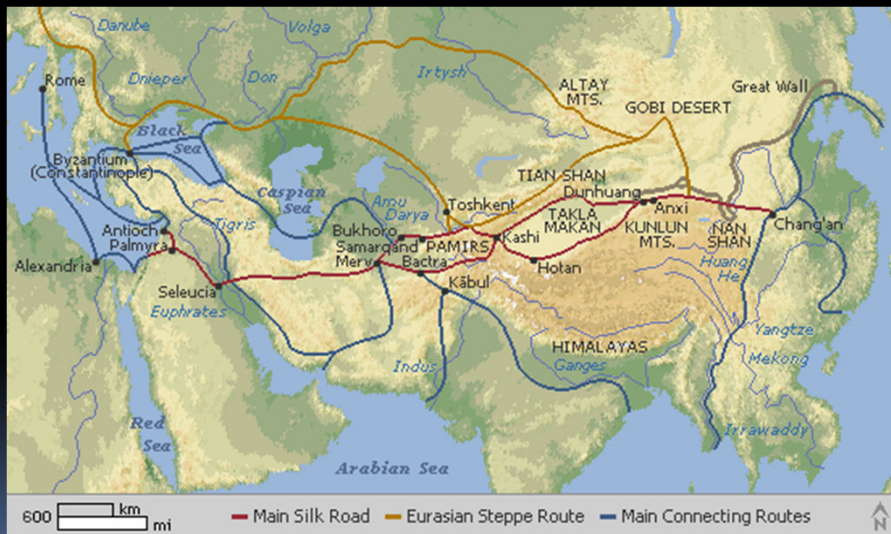 Danube
Volga
Rome
Dnieper
Don
Irtysh
ALTAY
MTS.
Great Wall
GOBI DESERT
Black
Sea
Byzantium
(Constantinople)
TIAN SHAN
Caspian
Sea
Dunhuang
Amu
Darya
Toshkent
TAKLA
MAKAN
Anxi
Tigris
Antioch
Palmyra
Bukhoro
Samarqand
PAMIRS
Kashi
KUNLUN
MTS.
NAN
SHAN
Chang'an
Alexandria
Merv
Bactra
Hotan
Huang
He
Seleucia
Kābul
Euphrates
Yangtze
HIMALAYAS
Indus
Ganges
Mekong
Red
Sea
Irrawaddy
Arabian Sea
600 km
mi
Main Silk Road
Eurasian Steppe Route
Main Connecting Routes
N